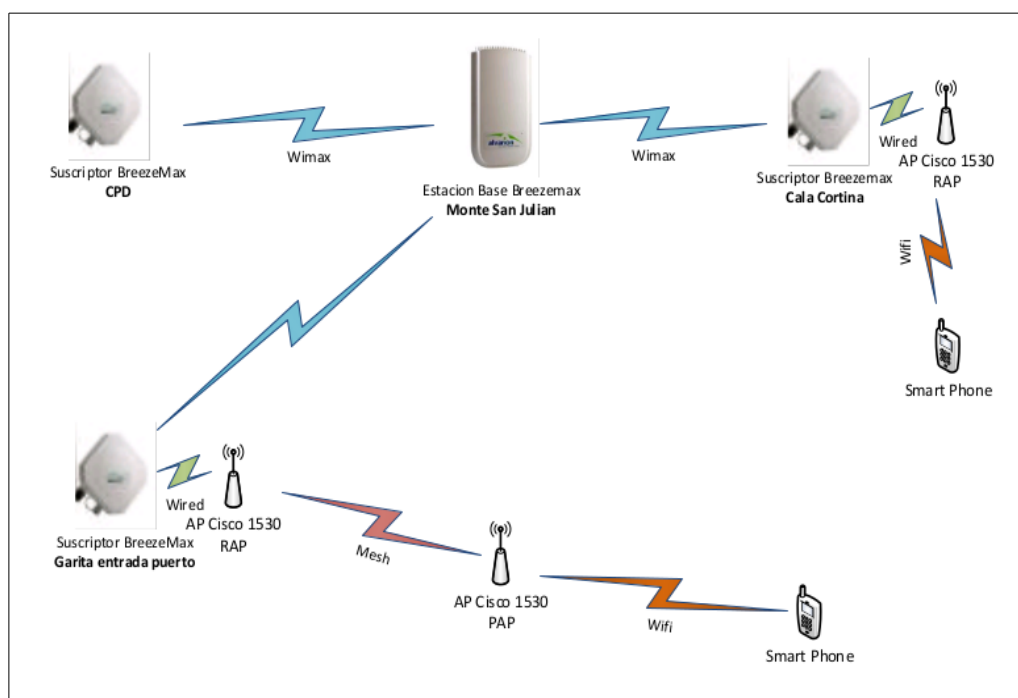 Wimax
Wimax
Wired
Suscriptor BreezeMax
CPD
Estacion Base Breezemax
Monte San Julian
Suscriptor Breezemax
Cala Cortina
AP Cisco 1530
RAP
Wifi
Smart Phone
Wired
AP Cisco 1530
RAP
Suscriptor BreezeMax
Garita entrada puerto
Mesh
AP Cisco 1530
PAP
Wifi
Smart Phone
alvarion